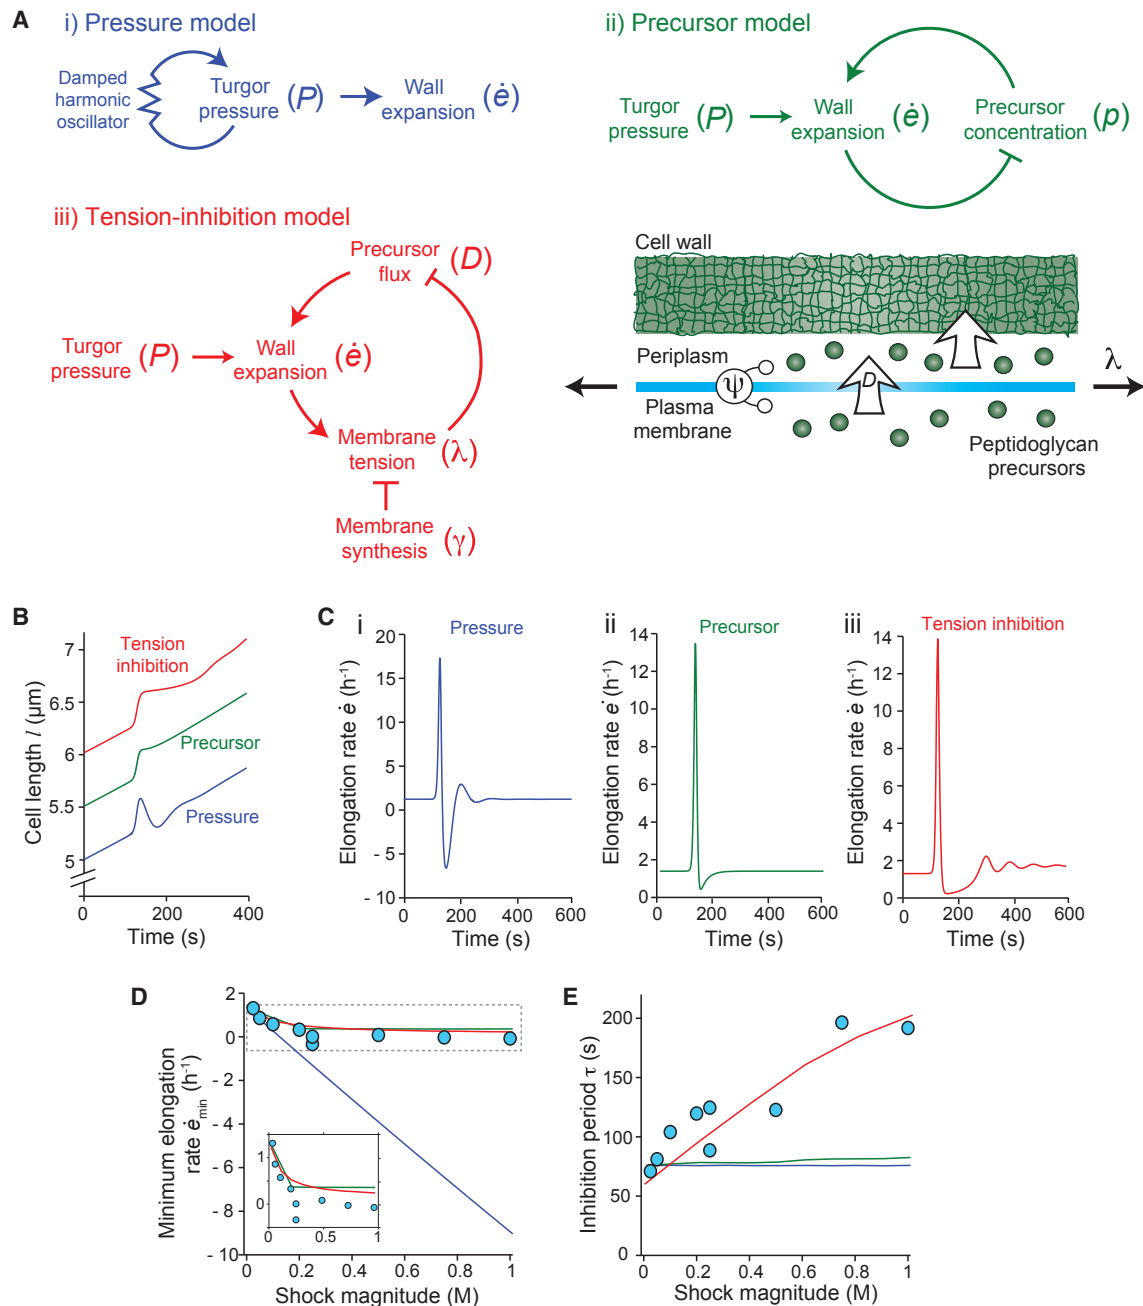 A
i) Pressure model
Damped
harmonic
oscillator
Turgor
pressure (P)
Wall
expansion (ė)
ii) Precursor model
Turgor
pressure (P)
Wall
expansion (ė)
Precursor
concentration (p)
iii) Tension-inhibition model
Precursor
flux (D)
Turgor
pressure (P)
Wall
expansion (ė)
Membrane
tension (λ)
Membrane
synthesis (γ)
Cell wall
Periplasm
ψ
D
λ
Plasma
membrane
Peptidoglycan
precursors
B
7
6.5
6
5.5
5
Cell length l (μm)
Tension
inhibition
Precursor
Pressure
0 200 400
Time (s)
C
i
Pressure
20
15
10
5
0
- 5
- 10
Elongation rate ė (h⁻¹)
0 200 400 600
Time (s)
ii
Precursor
14
12
10
8
6
4
2
0
Elongation rate ė (h⁻¹)
0 200 400 600
Time (s)
iii
Tension inhibition
14
12
10
8
6
4
2
0
Elongation rate ė (h⁻¹)
0 200 400 600
Time (s)
D
2
0
- 2
- 4
- 6
- 8
- 10
Minimum elongation
rate ėmin (h⁻¹)
1
0
0 0.5 1
0 0.2 0.4 0.6 0.8 1
Shock magnitude (M)
E
200
150
100
50
0
Inhibition period τ (s)
0 0.2 0.4 0.6 0.8 1
Shock magnitude (M)